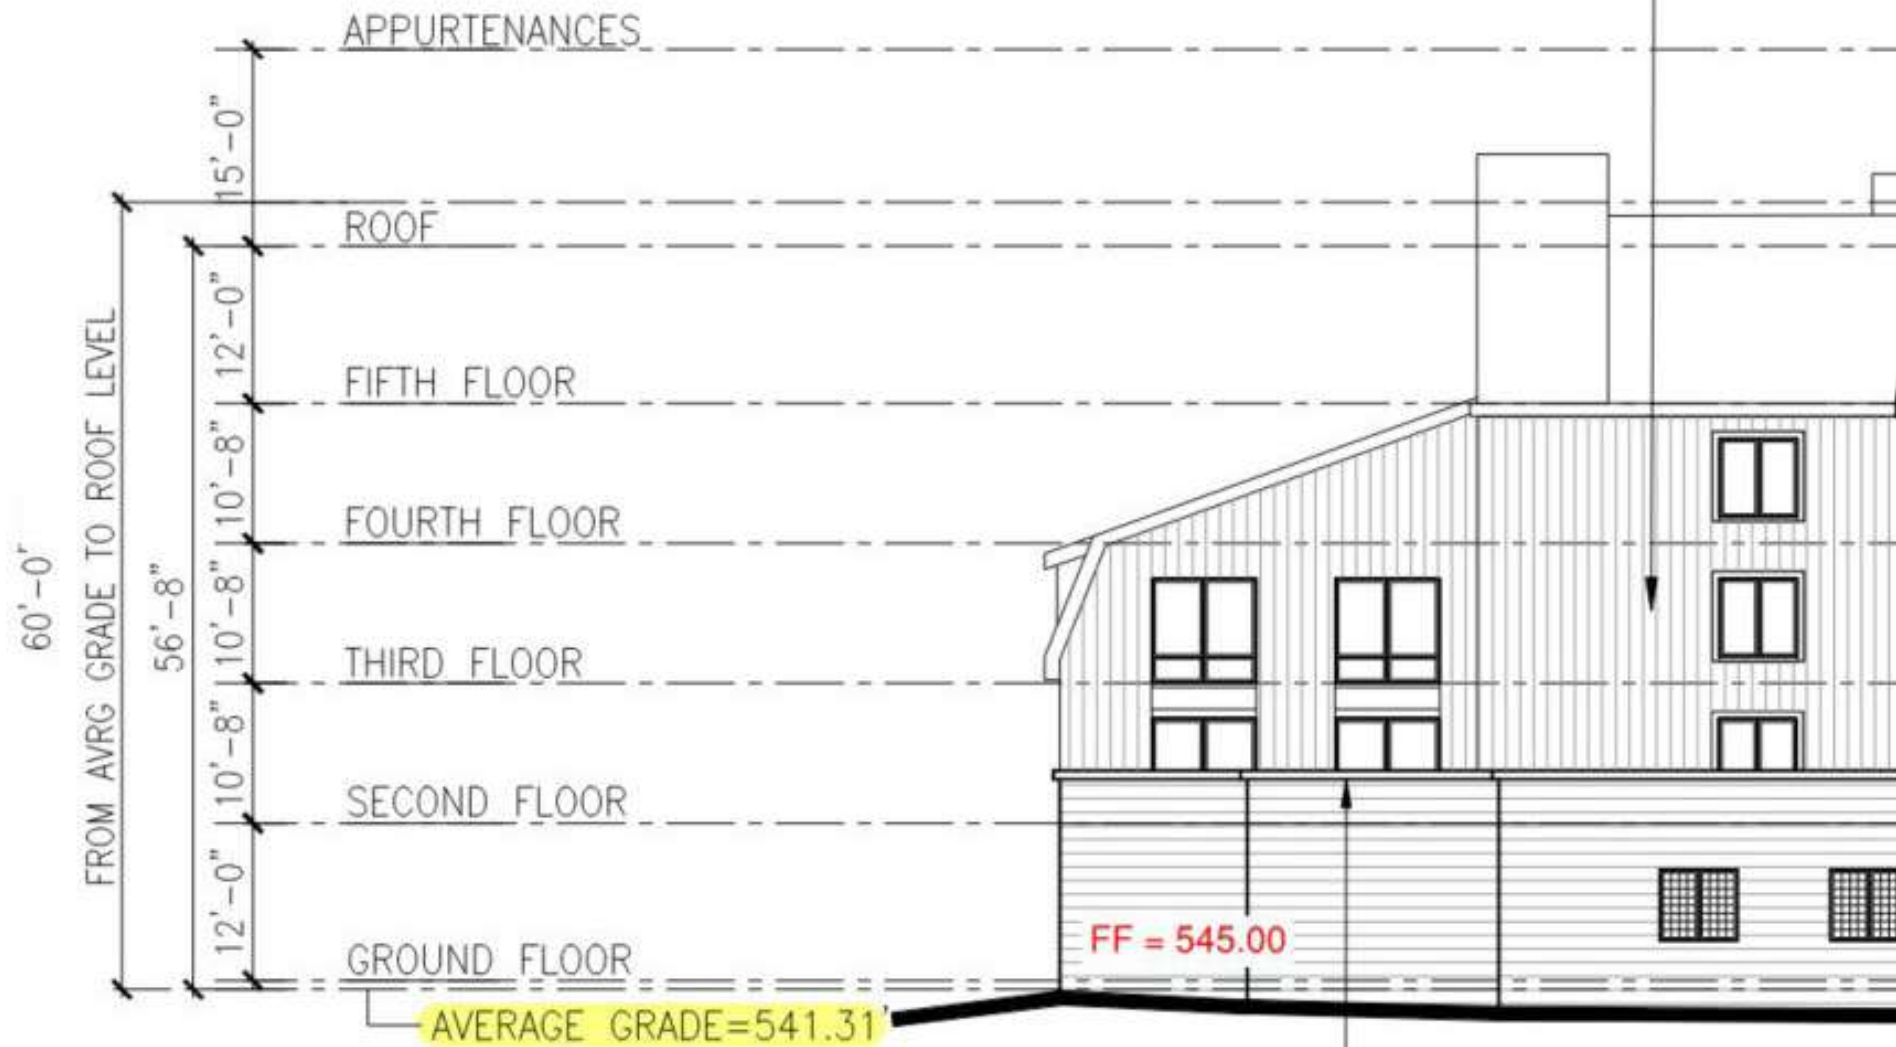 APPURTENANCES
15'-0"
ROOF
12'-0"
FIFTH FLOOR
10'-8"
FOURTH FLOOR
10'-8"
THIRD FLOOR
10'-8"
SECOND FLOOR
12'-0"
GROUND FLOOR
AVERAGE GRADE=541.31'
60'-0"
FROM AVRG GRADE TO ROOF LEVEL
56'-8"
FF = 545.00